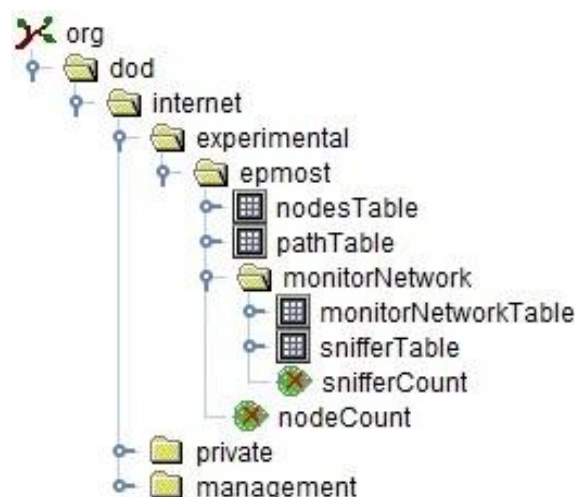 org
dod
internet
experimental
epmost
nodesTable
pathTable
monitorNetwork
monitorNetworkTable
snifferTable
snifferCount
nodeCount
private
management